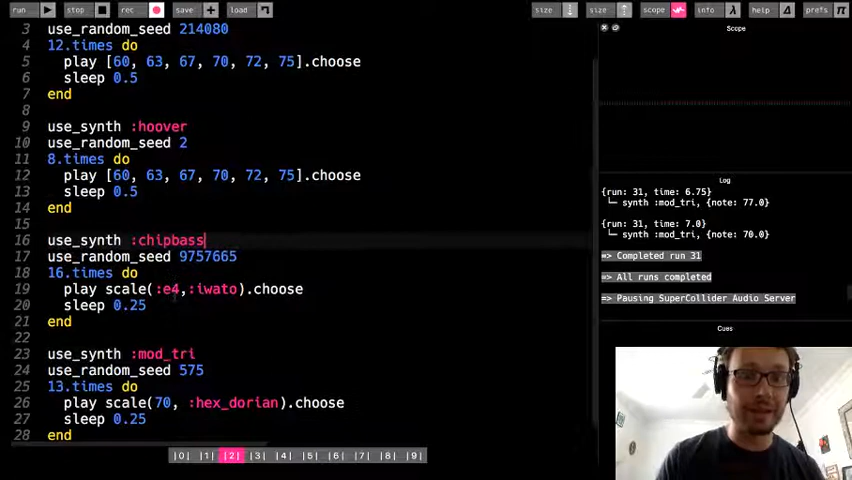 run stop rec save load size size scope info help prefs
3 use_random_seed 214080
4 12.times do
5 play [60, 63, 67, 70, 72, 75].choose
6 sleep 0.5
7 end
8
9 use_synth :hoover
10 use_random_seed 2
11 8.times do
12 play [60, 63, 67, 70, 72, 75].choose
13 sleep 0.5
14 end
15
16 use_synth :chipbass
17 use_random_seed 9757665
18 16.times do
19 play scale(:e4,:iwato).choose
20 sleep 0.25
21 end
22
23 use_synth :mod_tri
24 use_random_seed 575
25 13.times do
26 play scale(70, :hex_dorian).choose
27 sleep 0.25
28 end
|0| |1| |2| |3| |4| |5| |6| |7| |8| |9|
Scope
Log
{run: 31, time: 6.75}
└─ synth :mod_tri, {note: 77.0}
{run: 31, time: 7.0}
└─ synth :mod_tri, {note: 70.0}
=> Completed run 31
=> All runs completed
=> Pausing SuperCollider Audio Server
Cues